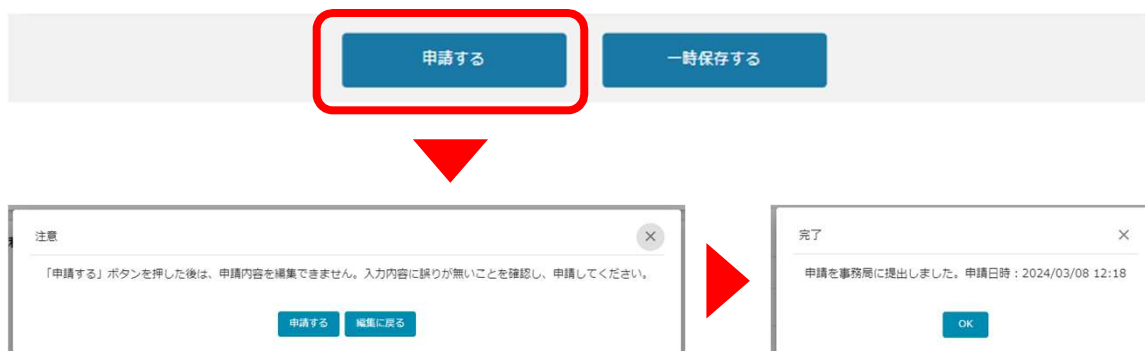 申請する
一時保存する
注意
「申請する」ボタンを押した後は、申請内容を編集できません。入力内容に誤りが無いことを確認し、申請してください。
申請する
編集に戻る
完了
申請を事務局に提出しました。申請日時：2024/03/08 12:18
OK